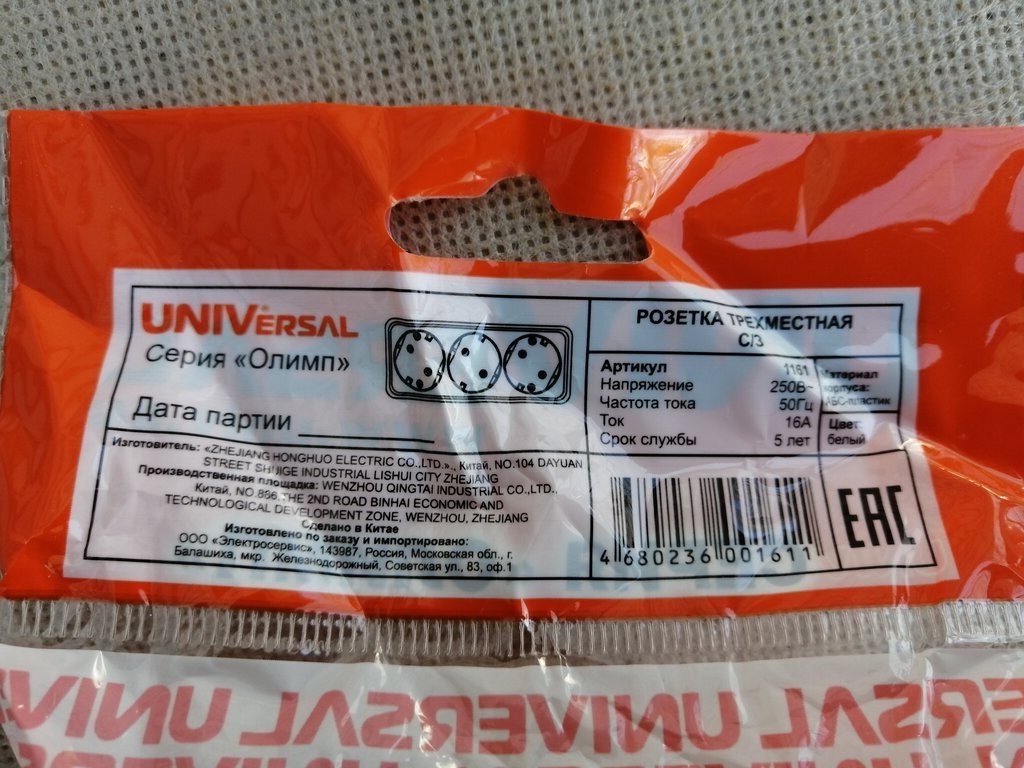 UNIVERSAL
Серия «Олимп»
Дата партии
РОЗЕТКА ТРЕХМЕСТНАЯ
С/З
Артикул 1161
Напряжение 250В~
Частота тока 50Гц
Ток 16А
Срок службы 5 лет
Материал
корпуса:
АБС-пластик
Цвет:
белый
Изготовитель: «ZHEJIANG HONGHUO ELECTRIC CO.,LTD.»., Китай, NO.104 DAYUAN
STREET SHUIGE INDUSTRIAL LISHUI CITY ZHEJIANG
Производственная площадка: WENZHOU QINGTAI INDUSTRIAL CO.,LTD.,
Китай, NO.866 THE 2ND ROAD BINHAI ECONOMIC AND
TECHNOLOGICAL DEVELOPMENT ZONE, WENZHOU, ZHEJIANG
Сделано в Китае
Изготовлено по заказу и импортировано:
ООО «Электросервис», 143987, Россия, Московская обл., г.
Балашиха, мкр. Железнодорожный, Советская ул., 83, оф.1
4 680236 001611
EAC
UNIVERSAL UNIVERSAL UNIVERSAL